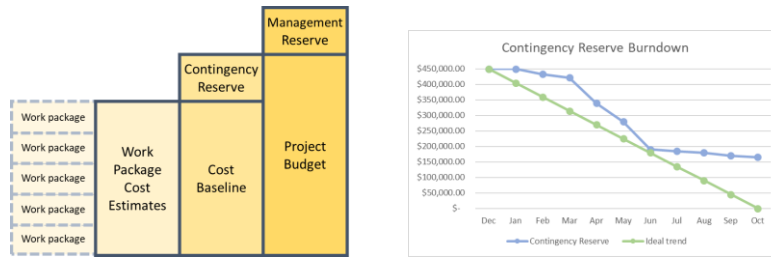 Management
Reserve
Contingency
Reserve
Work package
Work package
Work package
Work package
Work package
Work
Package
Cost
Estimates
Cost
Baseline
Project
Budget
Contingency Reserve Burndown
$450,000.00
$400,000.00
$350,000.00
$300,000.00
$250,000.00
$200,000.00
$150,000.00
$100,000.00
$50,000.00
$-
Dec Jan Feb Mar Apr May Jun Jul Aug Sep Oct
Contingency Reserve Ideal trend